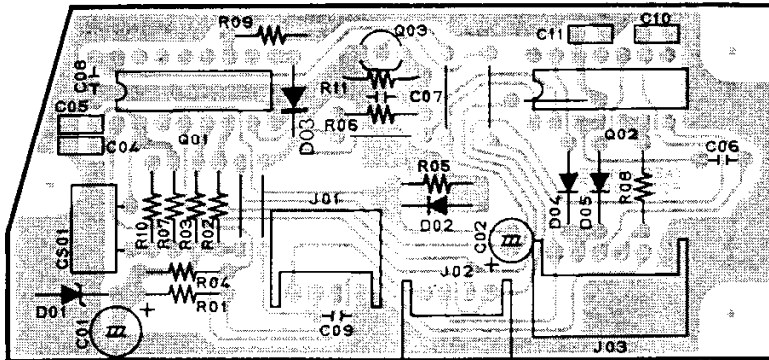 R09
Q03
C11
C10
C08
R11
C07
C05
R06
D03
C04
Q01
Q02
R05
C06
J01
D04
D05
R08
CS01
R10
R07
R03
R02
D02
C02
+
J02
R04
D01
+
R01
C01
C09
J03